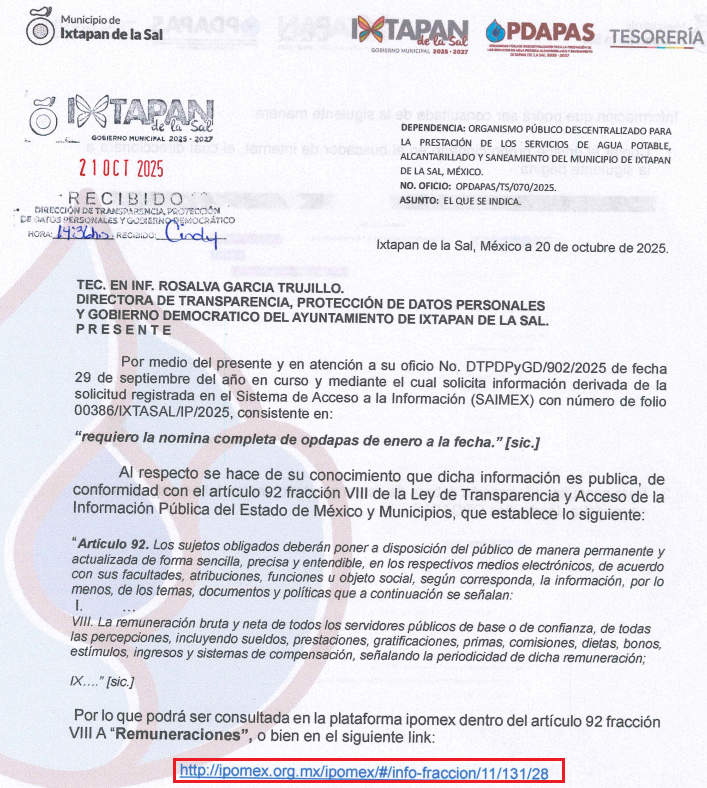 Municipio de
Ixtapan de la Sal
IXTAPAN
de la Sal
GOBIERNO MUNICIPAL 2025 - 2027
OPDAPAS
TESORERÍA
IXTAPAN
de la Sal
GOBIERNO MUNICIPAL 2025 - 2027
21 OCT 2025
RECIBIDO
DIRECCIÓN DE TRANSPARENCIA, PROTECCIÓN
DE DATOS PERSONALES Y GOBIERNO DEMOCRÁTICO
HORA: 14:36hs RECIBIDO: Cindy
DEPENDENCIA: ORGANISMO PÚBLICO DESCENTRALIZADO PARA
LA PRESTACIÓN DE LOS SERVICIOS DE AGUA POTABLE,
ALCANTARILLADO Y SANEAMIENTO DEL MUNICIPIO DE IXTAPAN
DE LA SAL, MÉXICO.
NO. OFICIO: OPDAPAS/TS/070/2025.
ASUNTO: EL QUE SE INDICA.
Ixtapan de la Sal, México a 20 de octubre de 2025.
TEC. EN INF. ROSALVA GARCIA TRUJILLO.
DIRECTORA DE TRANSPARENCIA, PROTECCIÓN DE DATOS PERSONALES
Y GOBIERNO DEMOCRATICO DEL AYUNTAMIENTO DE IXTAPAN DE LA SAL.
P R E S E N T E
Por medio del presente y en atención a su oficio No. DTPDPyGD/902/2025 de fecha
29 de septiembre del año en curso y mediante el cual solicita información derivada de la
solicitud registrada en el Sistema de Acceso a la Información (SAIMEX) con número de folio
00386/IXTASAL/IP/2025, consistente en:
“requiero la nomina completa de opdapas de enero a la fecha.” [sic.]
Al respecto se hace de su conocimiento que dicha información es publica, de
conformidad con el artículo 92 fracción VIII de la Ley de Transparencia y Acceso de la
Información Pública del Estado de México y Municipios, que establece lo siguiente:
“Artículo 92. Los sujetos obligados deberán poner a disposición del público de manera permanente y
actualizada de forma sencilla, precisa y entendible, en los respectivos medios electrónicos, de acuerdo
con sus facultades, atribuciones, funciones u objeto social, según corresponda, la información, por lo
menos, de los temas, documentos y políticas que a continuación se señalan:
I. ...
VIII. La remuneración bruta y neta de todos los servidores públicos de base o de confianza, de todas
las percepciones, incluyendo sueldos, prestaciones, gratificaciones, primas, comisiones, dietas, bonos,
estímulos, ingresos y sistemas de compensación, señalando la periodicidad de dicha remuneración;
IX....” [sic.]
Por lo que podrá ser consultada en la plataforma ipomex dentro del artículo 92 fracción
VIII A “Remuneraciones”, o bien en el siguiente link:
http://ipomex.org.mx/ipomex/#/info-fraccion/11/131/28